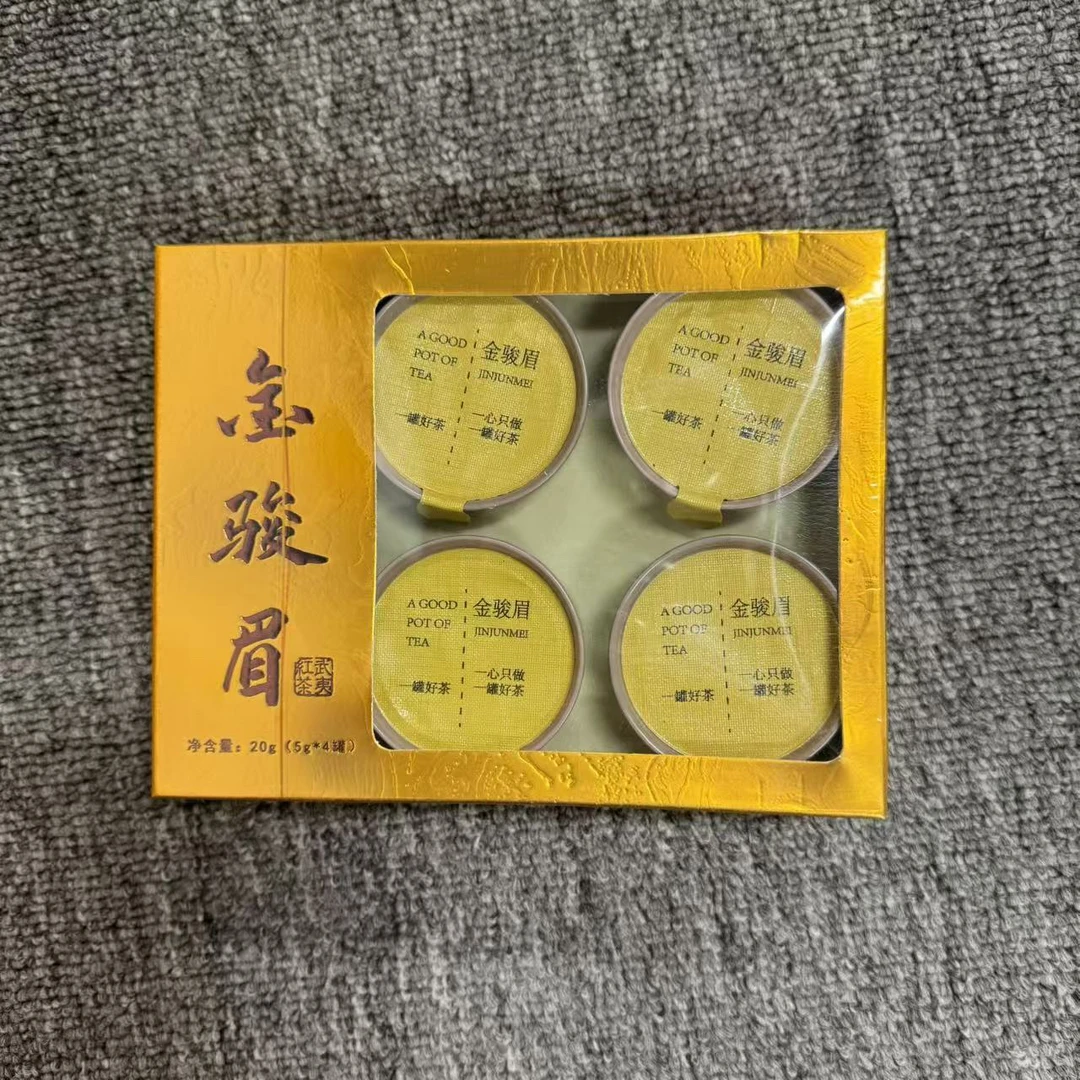 金骏眉
武夷
紅茶
净含量：20g（5g*4罐）
A GOOD
POT OF
TEA
一罐好茶
金骏眉
JINJUNMEI
一心只做
一罐好茶
A GOOD
POT OF
TEA
一罐好茶
金骏眉
JINJUNMEI
一心只做
一罐好茶
A GOOD
POT OF
TEA
一罐好茶
金骏眉
JINJUNMEI
一心只做
一罐好茶
A GOOD
POT OF
TEA
一罐好茶
金骏眉
JINJUNMEI
一心只做
一罐好茶